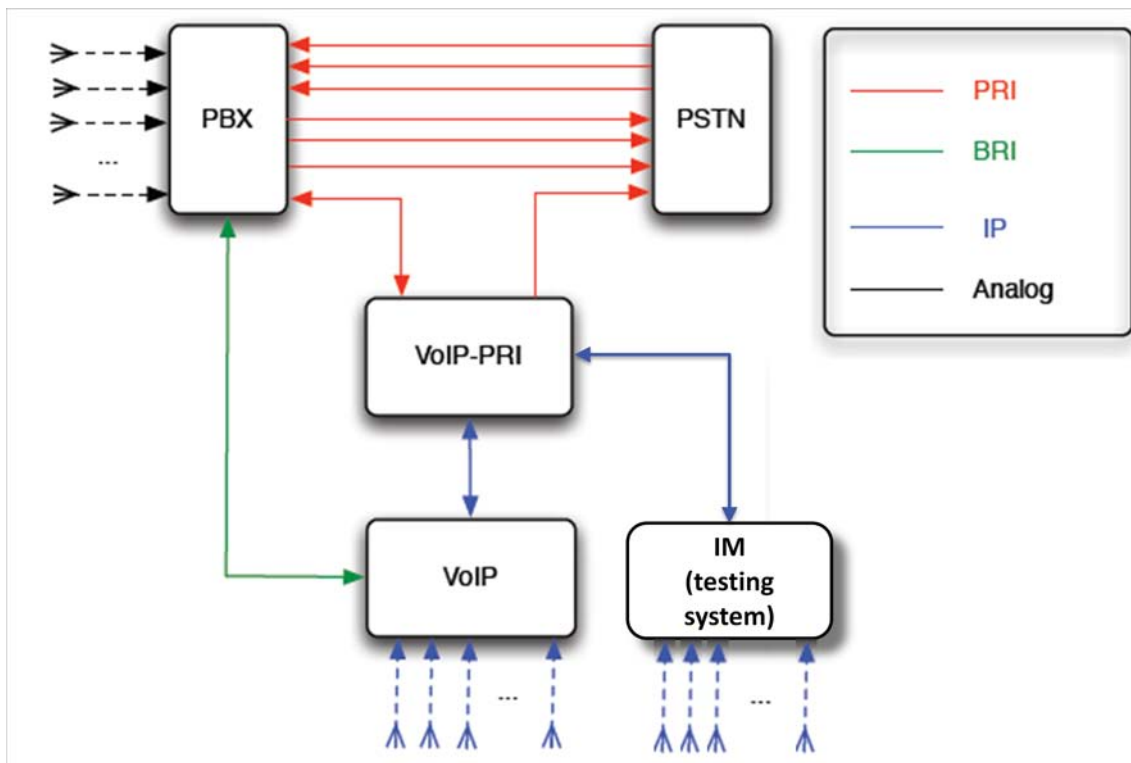 PBX
PSTN
PRI
BRI
IP
Analog
...
VoIP-PRI
VoIP
IM
(testing
system)
...
...